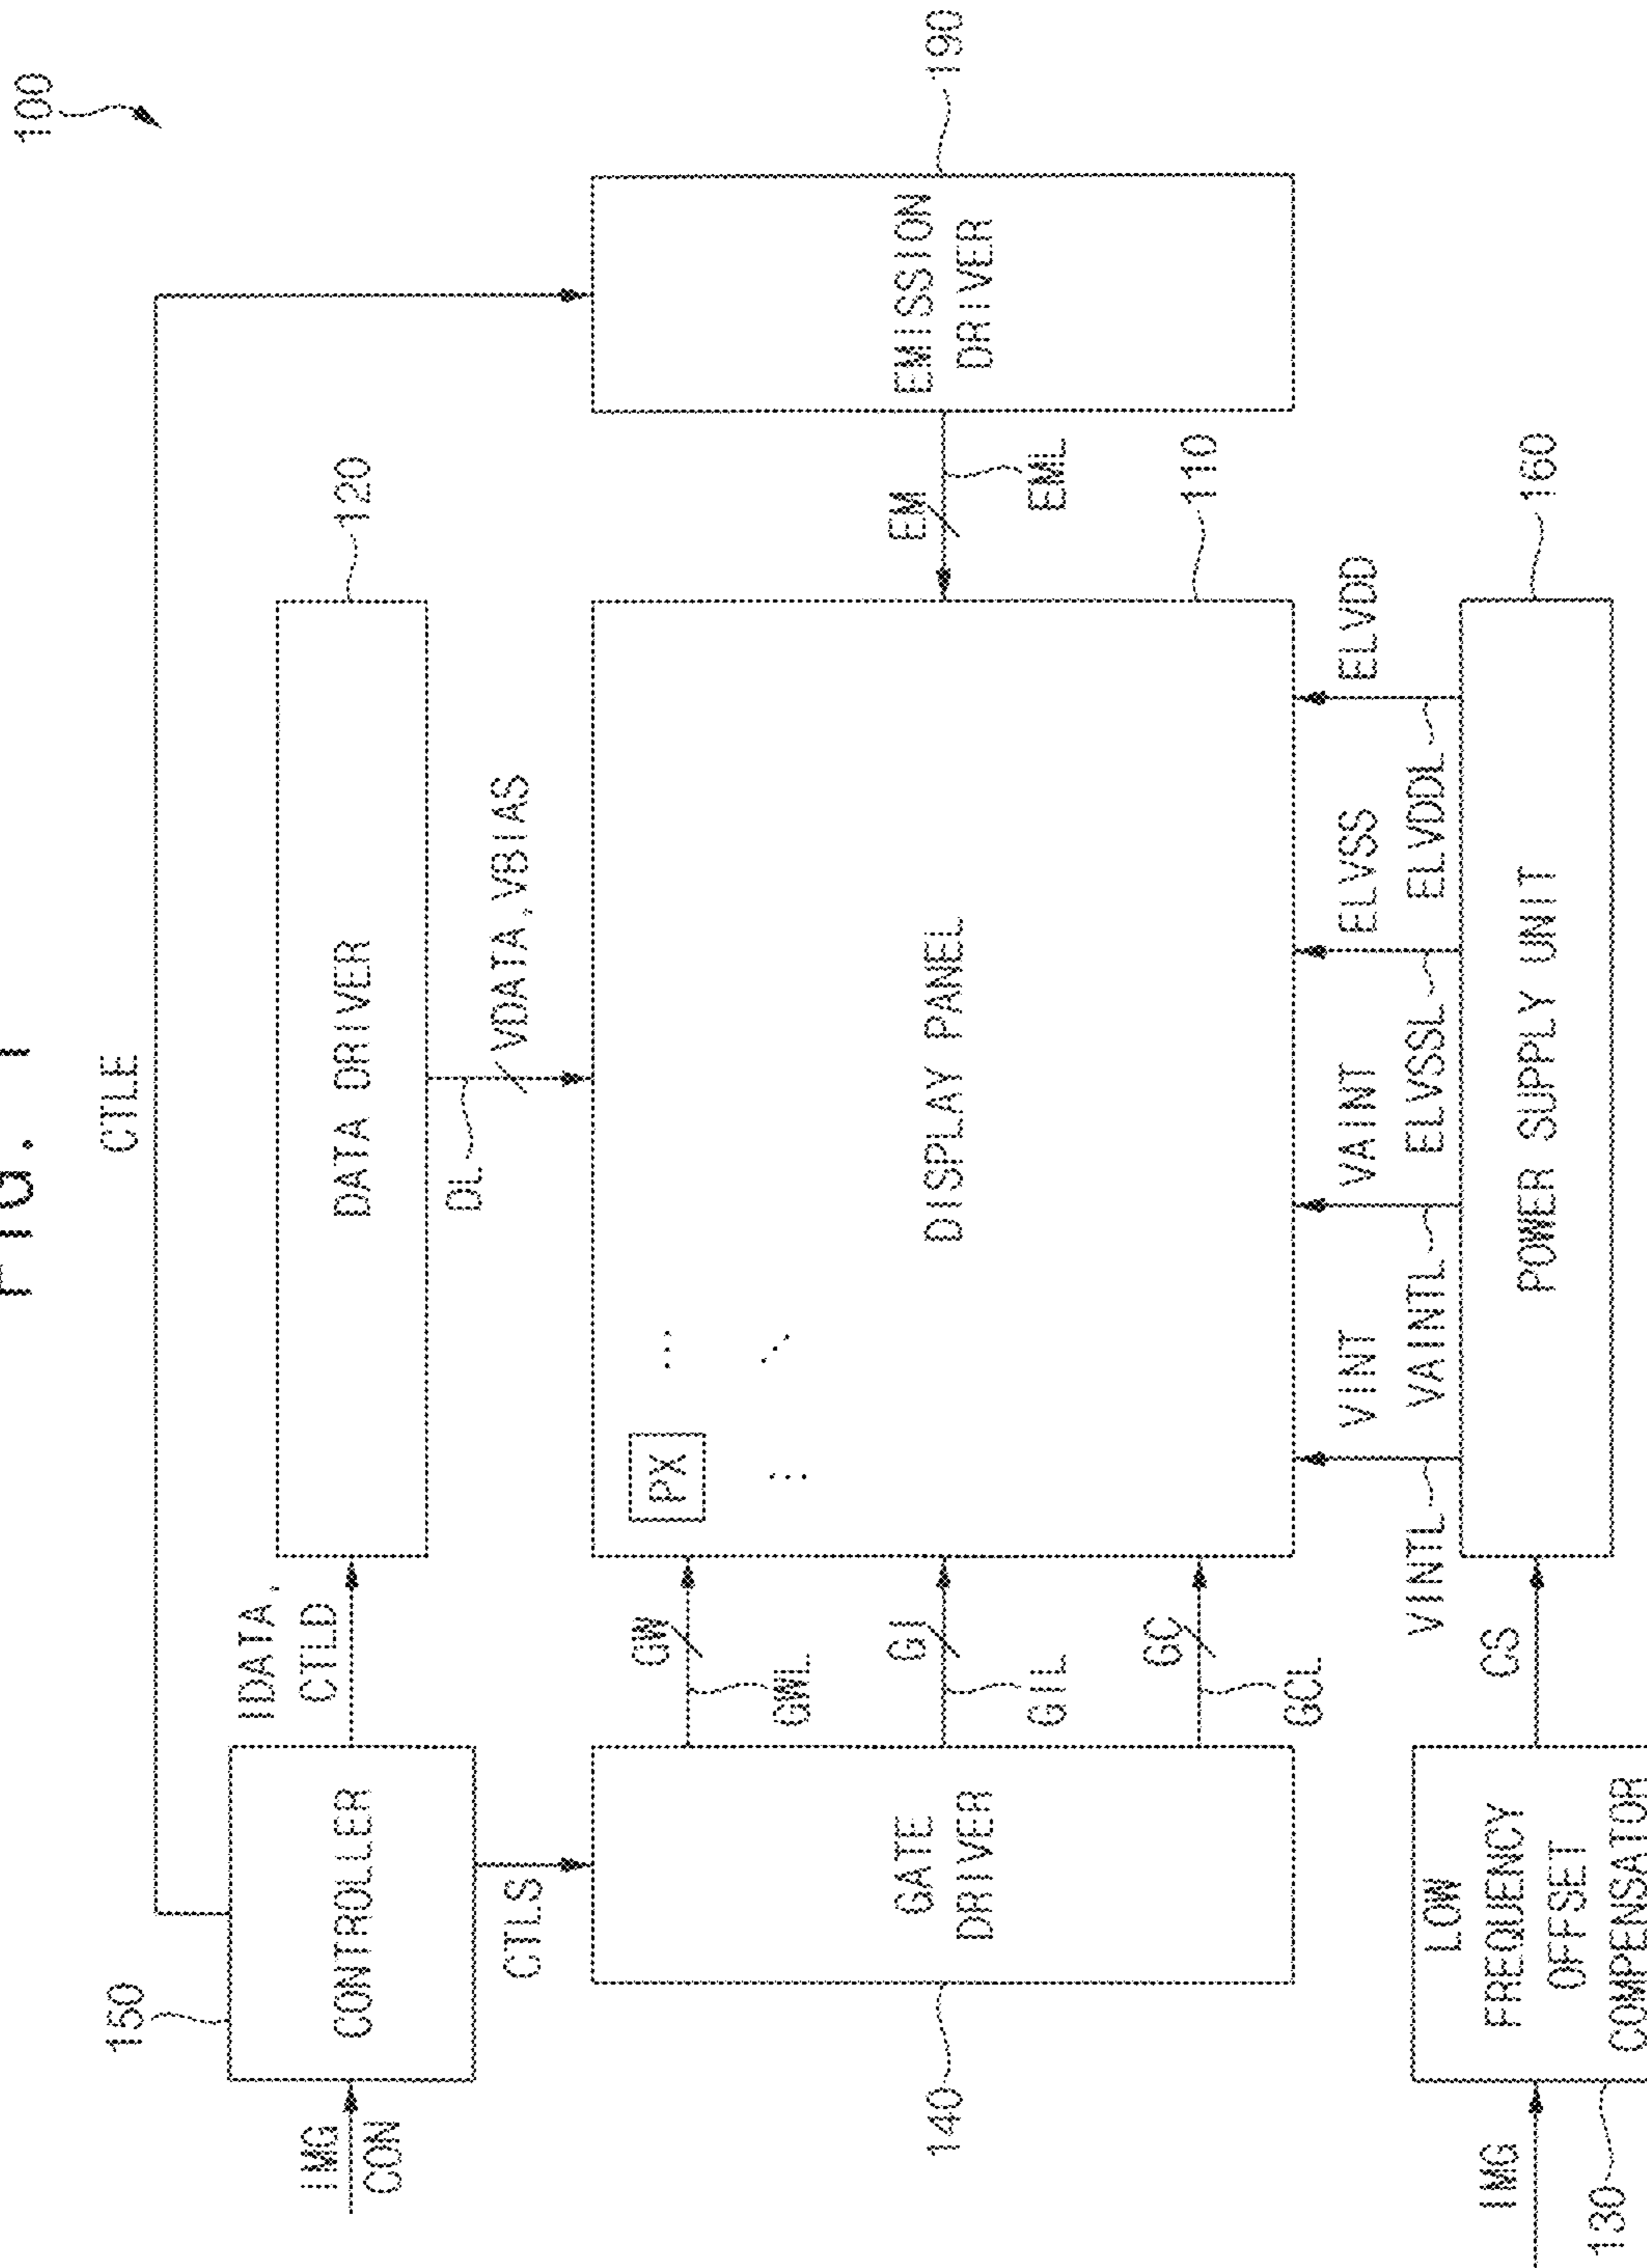 FIG. 1
100
CTLE
150
CONTROLLER
IMG
CON
IDATA,
CTLD
DATA DRIVER
120
CTLS
DL
VDATA,VBIAS
GATE
DRIVER
140
GW
GWL
GI
GIL
GC
GCL
PX
DISPLAY PANEL
110
EM
EML
EMISSION
DRIVER
190
VINT
VAINT
ELVSS
ELVDD
VINTL
VAINTL
ELVSSL
ELVDDL
IMG
LOW
FREQUENCY
OFFSET
COMPENSATOR
130
CS
POWER SUPPLY UNIT
160